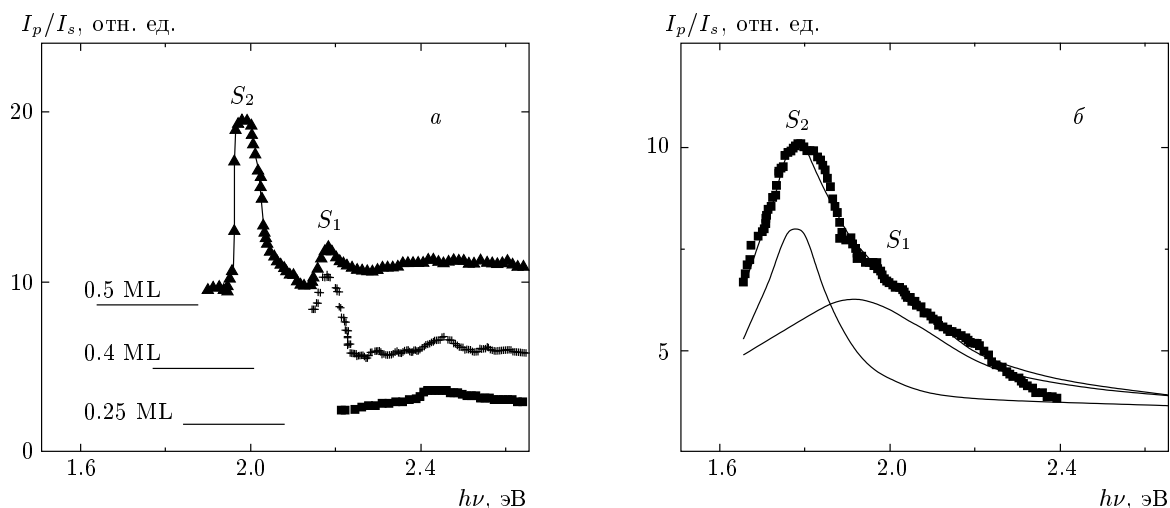 I_p/I_s, отн. ед.
20
10
0
S_2
S_1
а
0.5 ML
0.4 ML
0.25 ML
1.6 2.0 2.4
hν, эВ
I_p/I_s, отн. ед.
10
5
S_2
S_1
б
1.6 2.0 2.4
hν, эВ